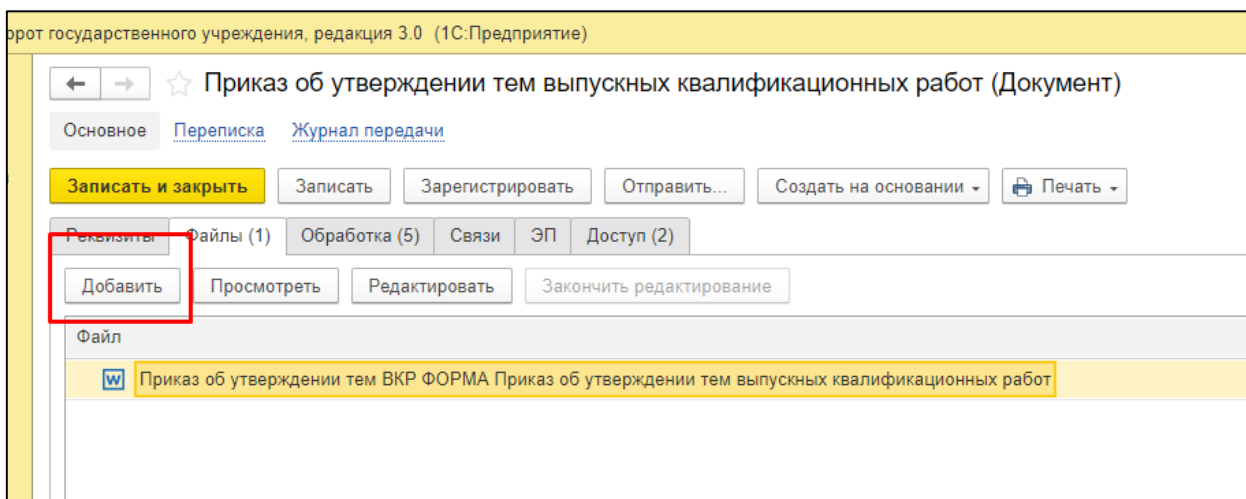 орот государственного учреждения, редакция 3.0 (1С:Предприятие)
Приказ об утверждении тем выпускных квалификационных работ (Документ)
Основное Переписка Журнал передачи
Записать и закрыть Записать Зарегистрировать Отправить... Создать на основании Печать
Реквизиты Файлы (1) Обработка (5) Связи ЭП Доступ (2)
Добавить Просмотреть Редактировать Закончить редактирование
Файл
W Приказ об утверждении тем ВКР ФОРМА Приказ об утверждении тем выпускных квалификационных работ